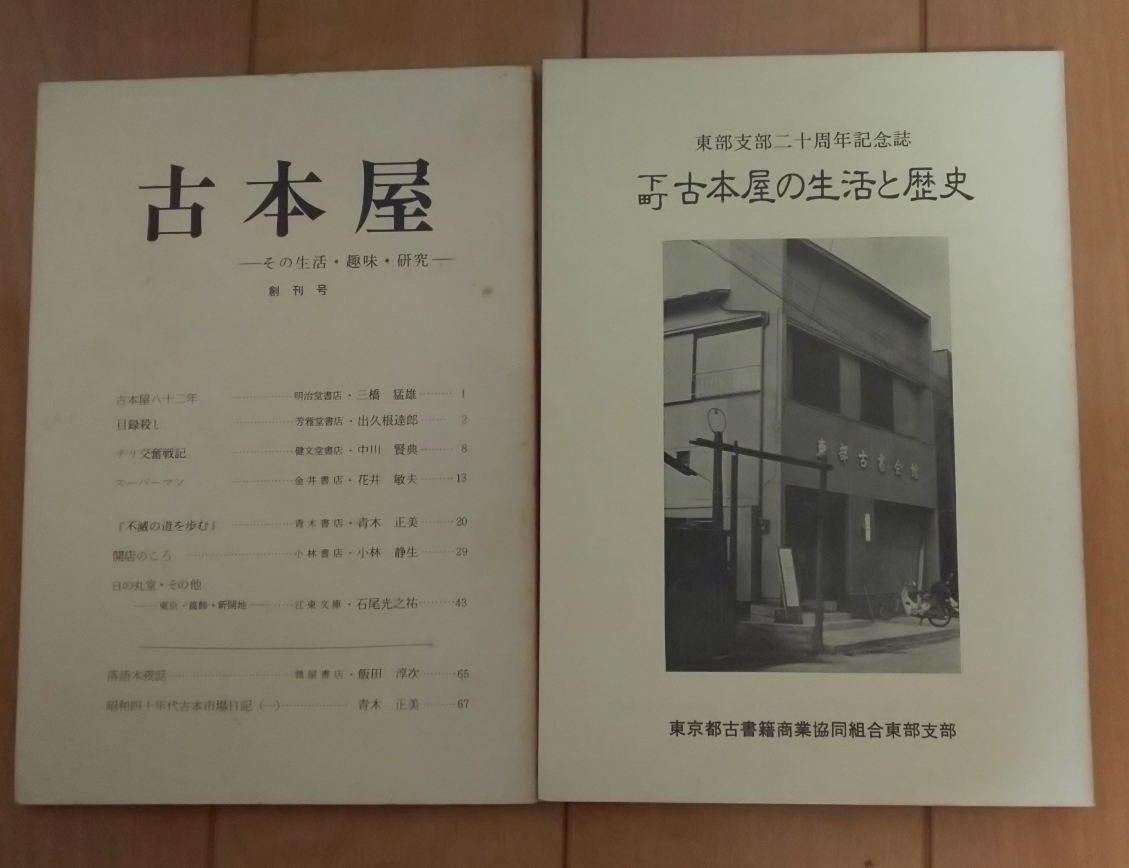 古本屋
—その生活・趣味・研究—
創刊号
古本屋八十二年………………明治堂書店・三橋 猛雄………1
目録殺し………………芳雅堂書店・出久根達郎………2
チリ交奮戦記………………健文堂書店・中川 賢典………8
スーパーマン………………金井書店・花井 敏夫………13
『不滅の道を歩む』………………青木書店・青木 正美………20
開店のころ………………小林書店・小林 静生………29
日の丸堂・その他
——東京・葛飾・新開地——……江東文庫・石尾光之祐………43
落語本夜話………………鶴屋書店・飯田 淳次………65
昭和四十年代古本市場日記(一)………………青木 正美………67
東部支部二十周年記念誌
下町古本屋の生活と歴史
東部古書会館
東京都古書籍商業協同組合東部支部